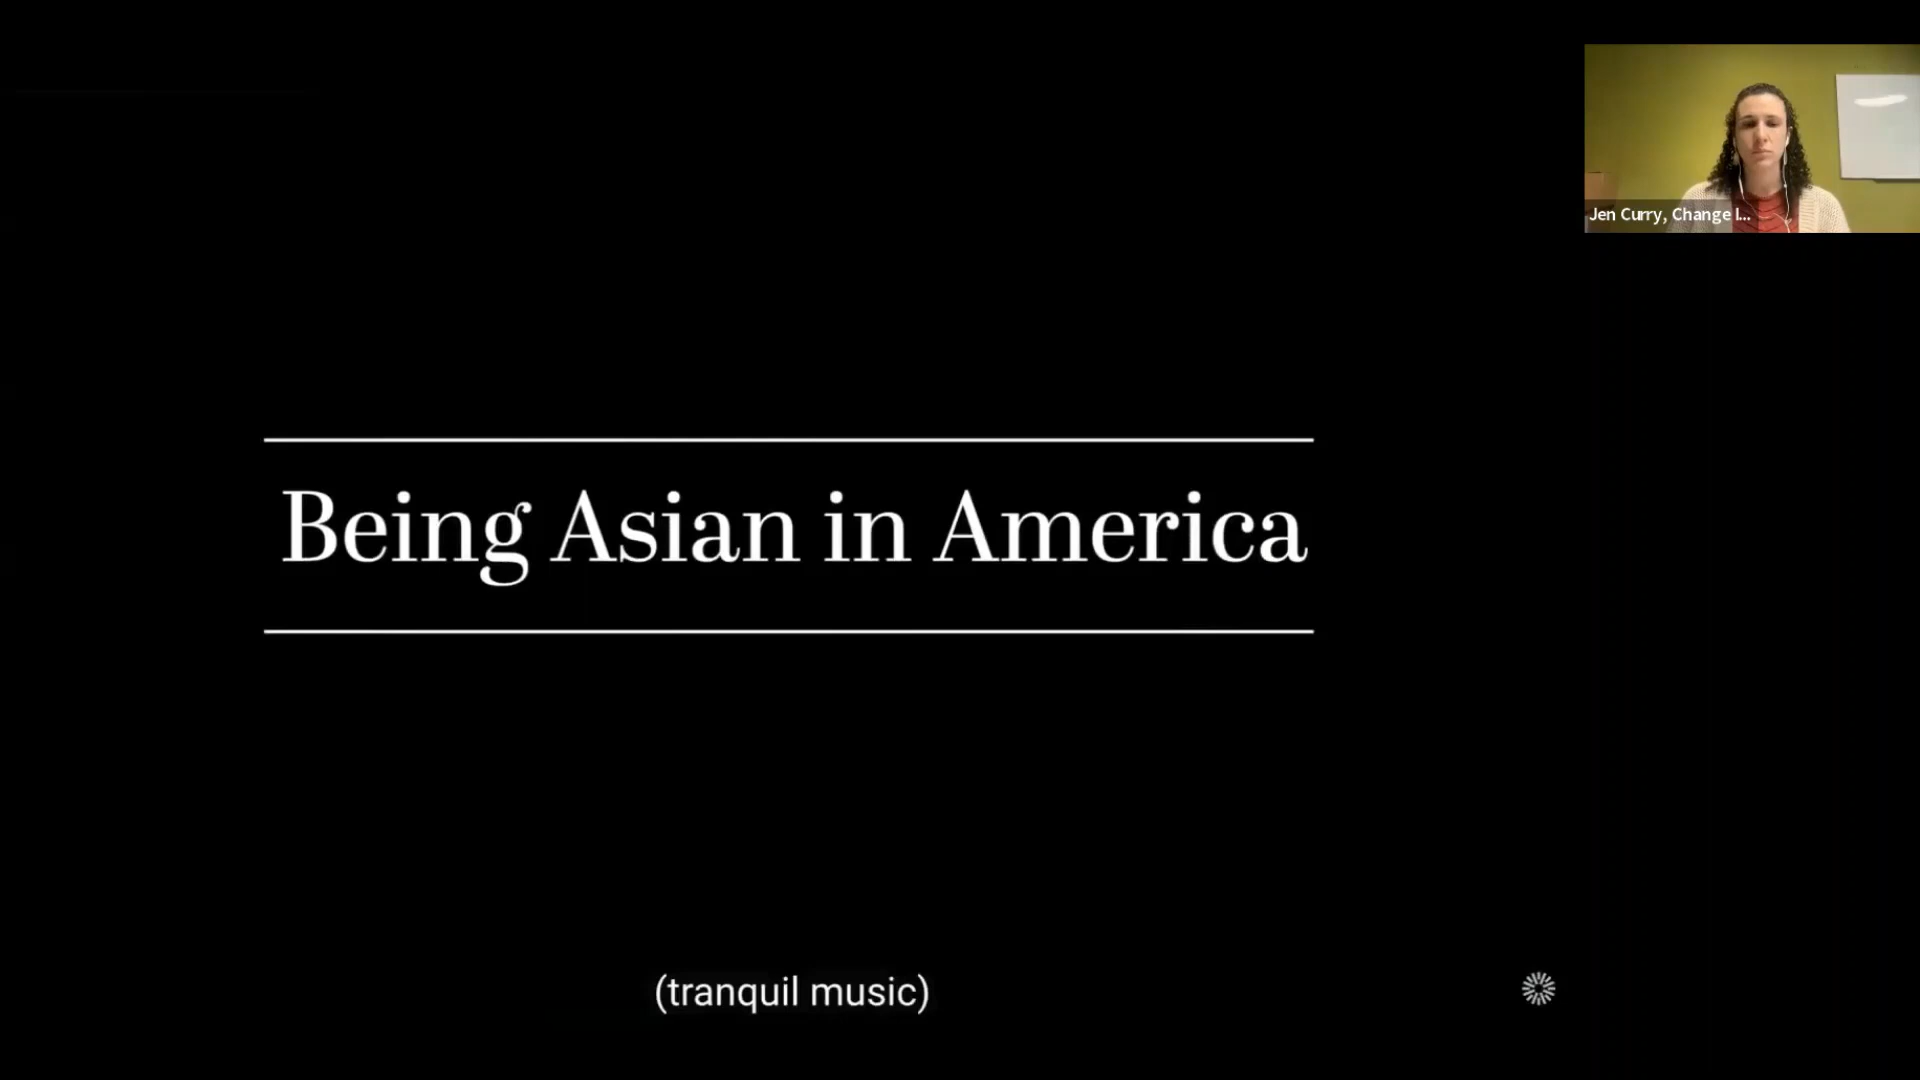 Jen Curry, Change I...
Being Asian in America
(tranquil music)